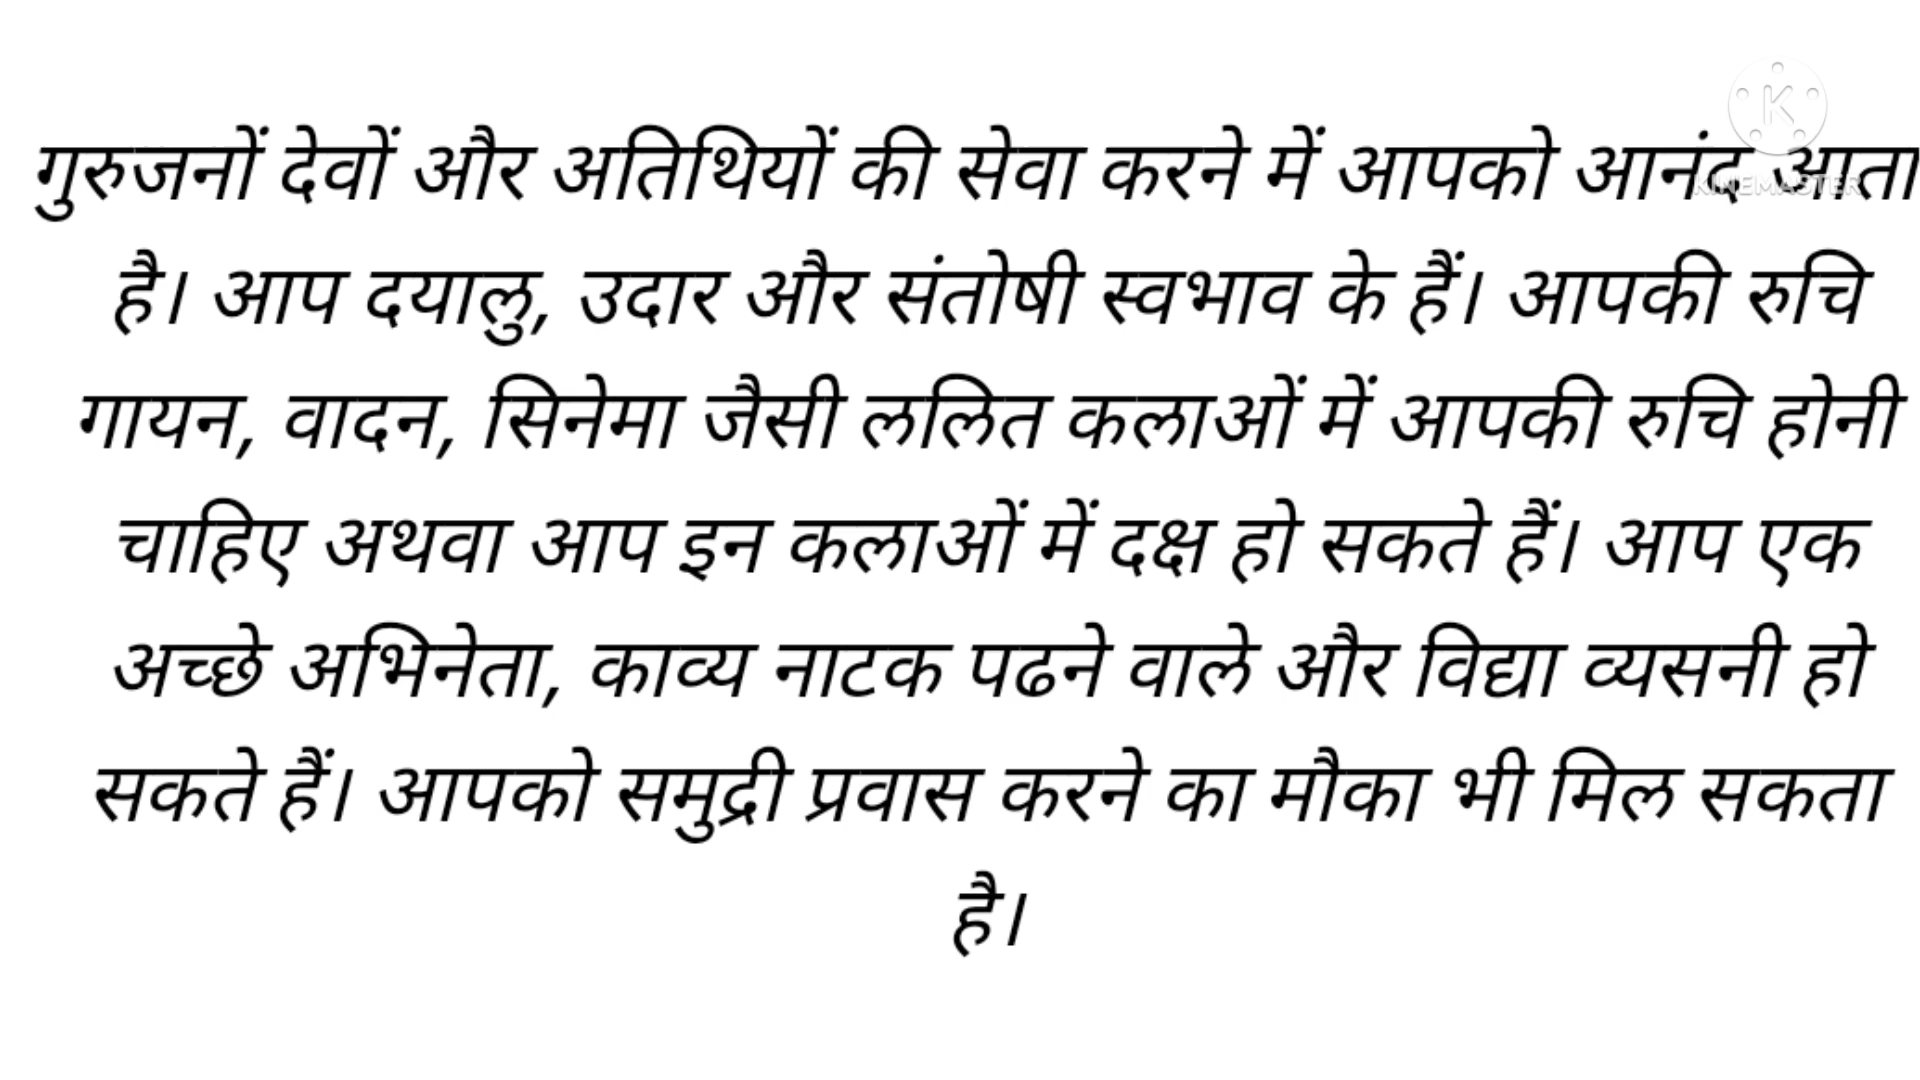 गुरुजनों देवों और अतिथियों की सेवा करने में आपको आनंद आता
है। आप दयालु, उदार और संतोषी स्वभाव के हैं। आपकी रुचि
गायन, वादन, सिनेमा जैसी ललित कलाओं में आपकी रुचि होनी
चाहिए अथवा आप इन कलाओं में दक्ष हो सकते हैं। आप एक
अच्छे अभिनेता, काव्य नाटक पढने वाले और विद्या व्यसनी हो
सकते हैं। आपको समुद्री प्रवास करने का मौका भी मिल सकता
है।
K
KINEMASTER